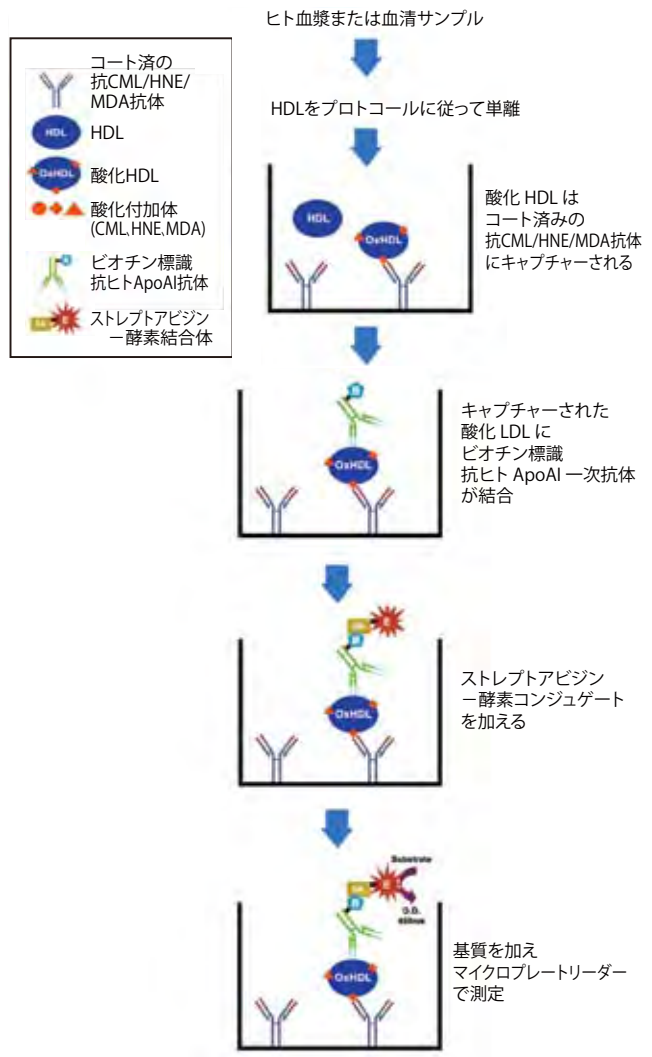 ヒト血漿または血清サンプル
HDLをプロトコールに従って単離
コート済の
抗CML/HNE/
MDA抗体
HDL
HDL
OxHDL
酸化HDL
酸化付加体
(CML、HNE、MDA)
ビオチン標識
抗ヒトApoAI抗体
ストレプトアビジン
－酵素結合体
HDL
OxHDL
酸化 HDL は
コート済みの
抗CML/HNE/MDA抗体
にキャプチャーされる
OxHDL
キャプチャーされた
酸化 LDL に
ビオチン標識
抗ヒト ApoAI 一次抗体
が結合
OxHDL
ストレプトアビジン
－酵素コンジュゲート
を加える
Substrate
O.D.
OxHDL
基質を加え
マイクロプレートリーダー
で測定